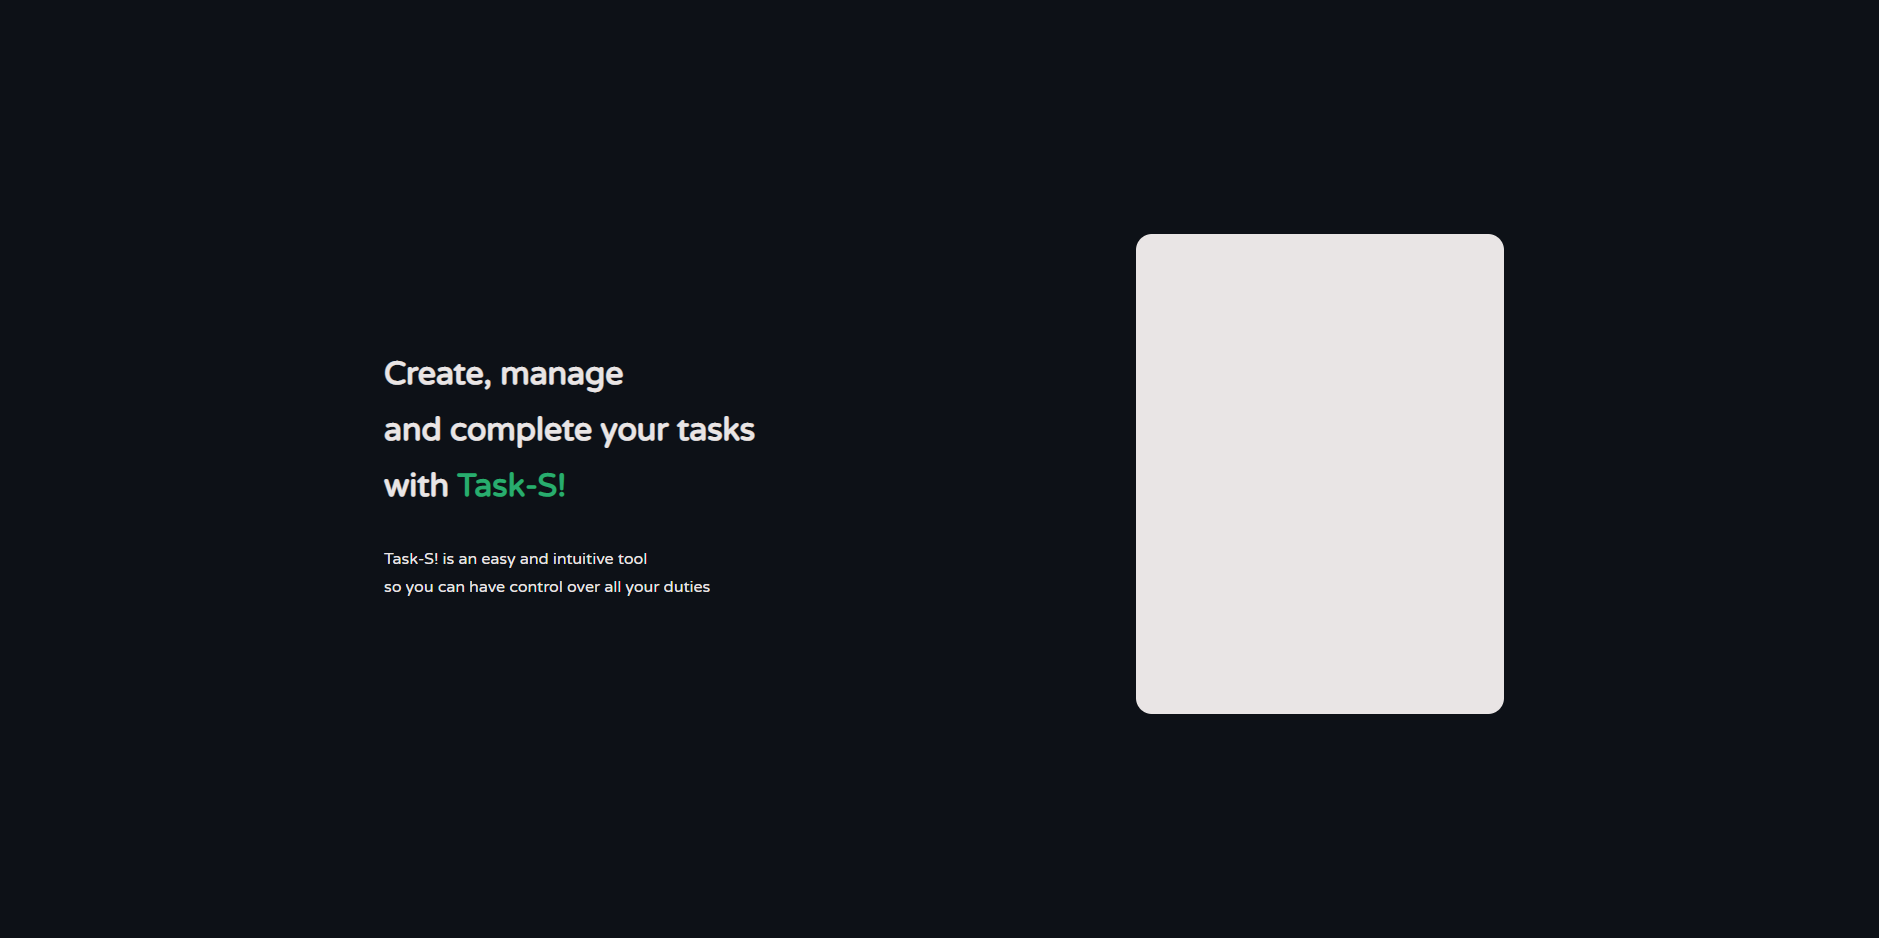 Create, manage
and complete your tasks
with Task-S!
Task-S! is an easy and intuitive tool
so you can have control over all your duties